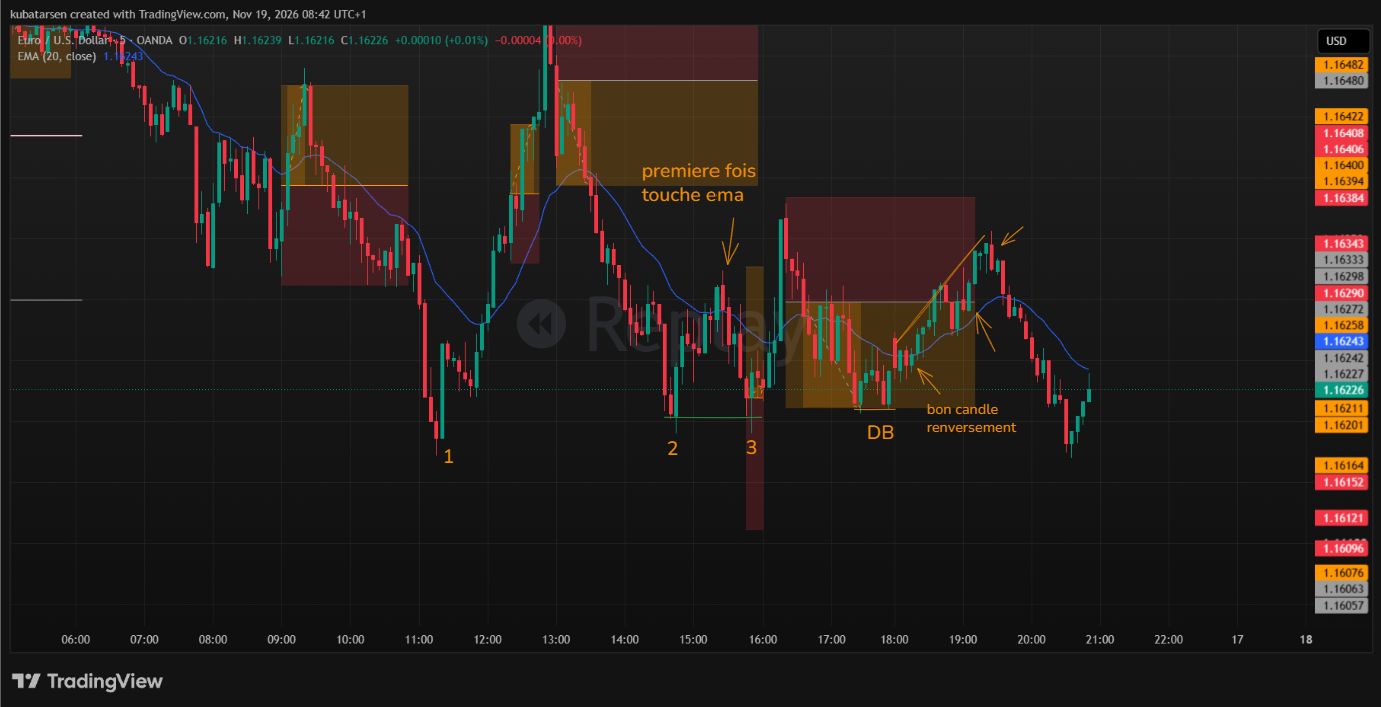 kubatarsen created with TradingView.com, Nov 19, 2026 08:42 UTC+1
Euro / U.S. Dollar · 5 · OANDA O1.16216 H1.16239 L1.16216 C1.16226 +0.00010 (+0.01%) −0.00004 (0.00%)
EMA (20, close) 1.16243
USD
1.16482
1.16480
1.16422
1.16408
1.16406
1.16400
1.16394
1.16384
1.16343
1.16333
1.16298
1.16290
1.16272
1.16258
1.16243
1.16242
1.16227
1.16226
1.16211
1.16201
1.16164
1.16152
1.16121
1.16096
1.16076
1.16063
1.16057
premiere fois
touche ema
Replay
bon candle
renversement
DB
1
2
3
06:00 07:00 08:00 09:00 10:00 11:00 12:00 13:00 14:00 15:00 16:00 17:00 18:00 19:00 20:00 21:00 22:00 17 18
TradingView